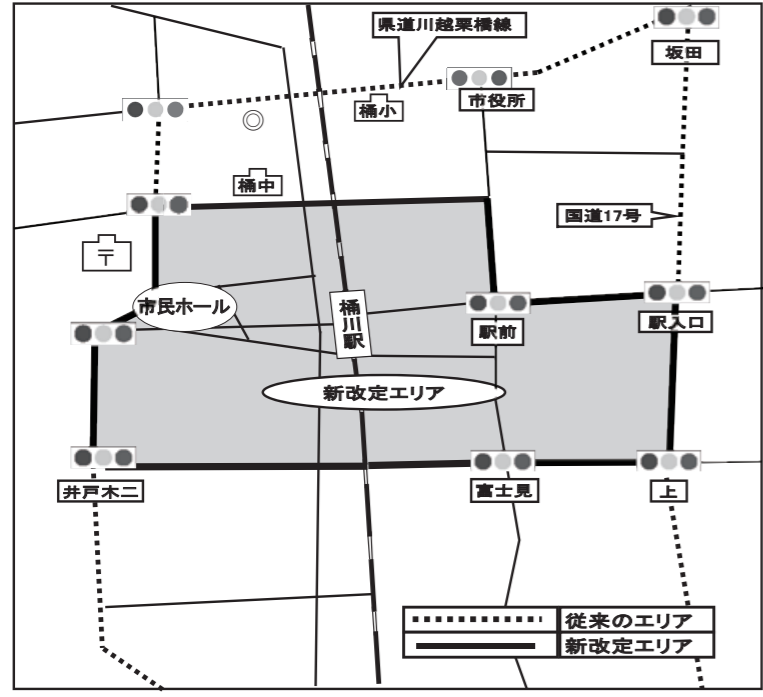 県道川越栗橋線
坂田
市役所
桶小
桶中
国道17号
〒
市民ホール
桶川駅
駅前
駅入口
新改定エリア
井戸木二
富士見
上
従来のエリア
新改定エリア